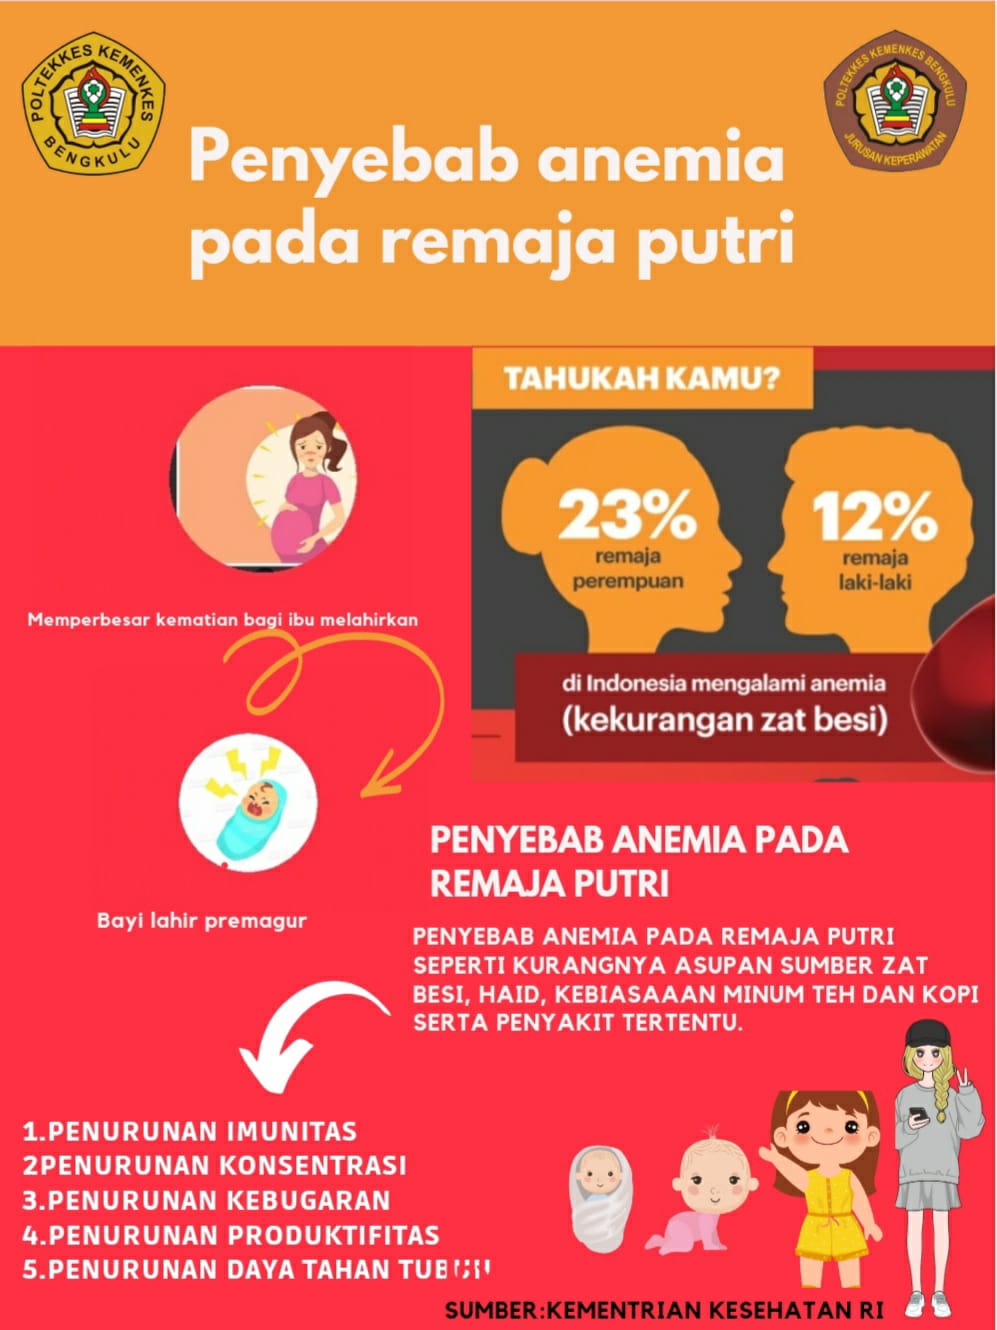 POLTEKKES KEMENKES
BENGKULU
POLTEKKES KEMENKES BENGKULU
JURUSAN KEPERAWATAN
Penyebab anemia
pada remaja putri
TAHUKAH KAMU?
23%
remaja
perempuan
12%
remaja
laki-laki
di Indonesia mengalami anemia
(kekurangan zat besi)
Memperbesar kematian bagi ibu melahirkan
Bayi lahir premagur
PENYEBAB ANEMIA PADA
REMAJA PUTRI
PENYEBAB ANEMIA PADA REMAJA PUTRI
SEPERTI KURANGNYA ASUPAN SUMBER ZAT
BESI, HAID, KEBIASAAAN MINUM TEH DAN KOPI
SERTA PENYAKIT TERTENTU.
1.PENURUNAN IMUNITAS
2PENURUNAN KONSENTRASI
3.PENURUNAN KEBUGARAN
4.PENURUNAN PRODUKTIFITAS
5.PENURUNAN DAYA TAHAN
SUMBER:KEMENTRIAN KESEHATAN RI